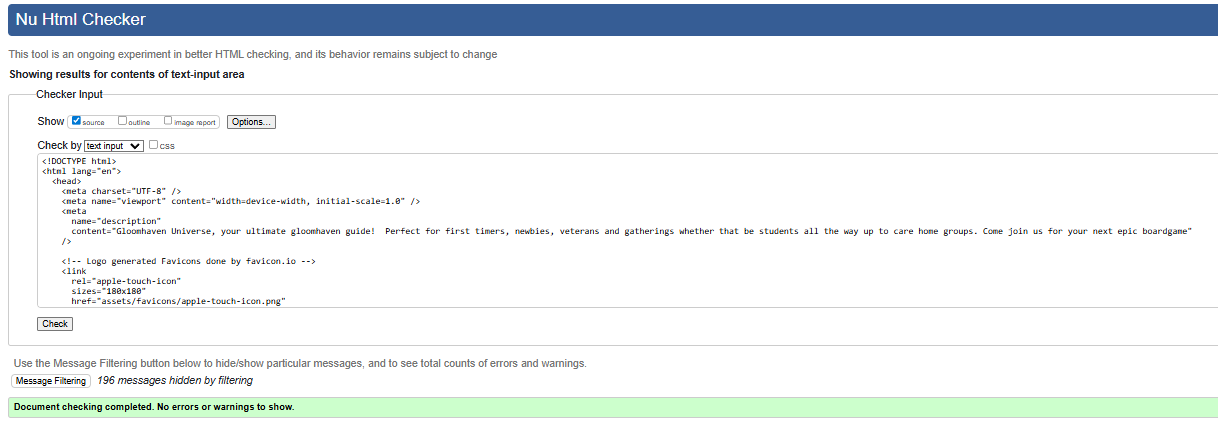 Nu Html Checker
This tool is an ongoing experiment in better HTML checking, and its behavior remains subject to change
Showing results for contents of text-input area
Checker Input
Show source outline image report Options...
Check by text input css
<!DOCTYPE html>
<html lang="en">
<head>
<meta charset="UTF-8" />
<meta name="viewport" content="width=device-width, initial-scale=1.0" />
<meta
name="description"
content="Gloomhaven Universe, your ultimate gloomhaven guide!  Perfect for first timers, newbies, veterans and gatherings whether that be students all the way up to care home groups. Come join us for your next epic boardgame"
/>
<!-- Logo generated Favicons done by favicon.io -->
<link
rel="apple-touch-icon"
sizes="180x180"
href="assets/favicons/apple-touch-icon.png"
Check
Use the Message Filtering button below to hide/show particular messages, and to see total counts of errors and warnings.
Message Filtering 196 messages hidden by filtering
Document checking completed. No errors or warnings to show.